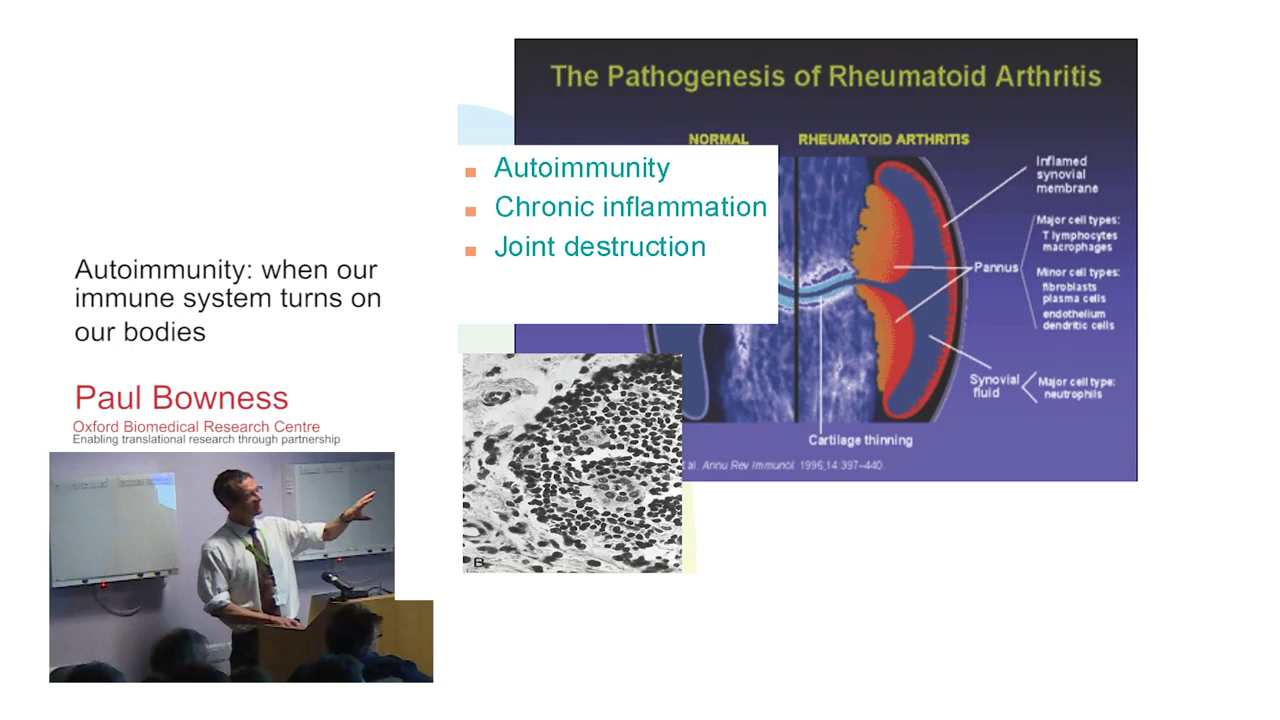 Autoimmunity: when our
immune system turns on
our bodies
Paul Bowness
Oxford Biomedical Research Centre
Enabling translational research through partnership
The Pathogenesis of Rheumatoid Arthritis
NORMAL
RHEUMATOID ARTHRITIS
Autoimmunity
Chronic inflammation
Joint destruction
Inflamed
synovial
membrane
Pannus
Major cell types:
T lymphocytes
macrophages
Minor cell types:
fibroblasts
plasma cells
endothelium
dendritic cells
Synovial
fluid
Major cell type:
neutrophils
Cartilage thinning
al. Annu Rev Immunol. 1996;14:397–440.
B